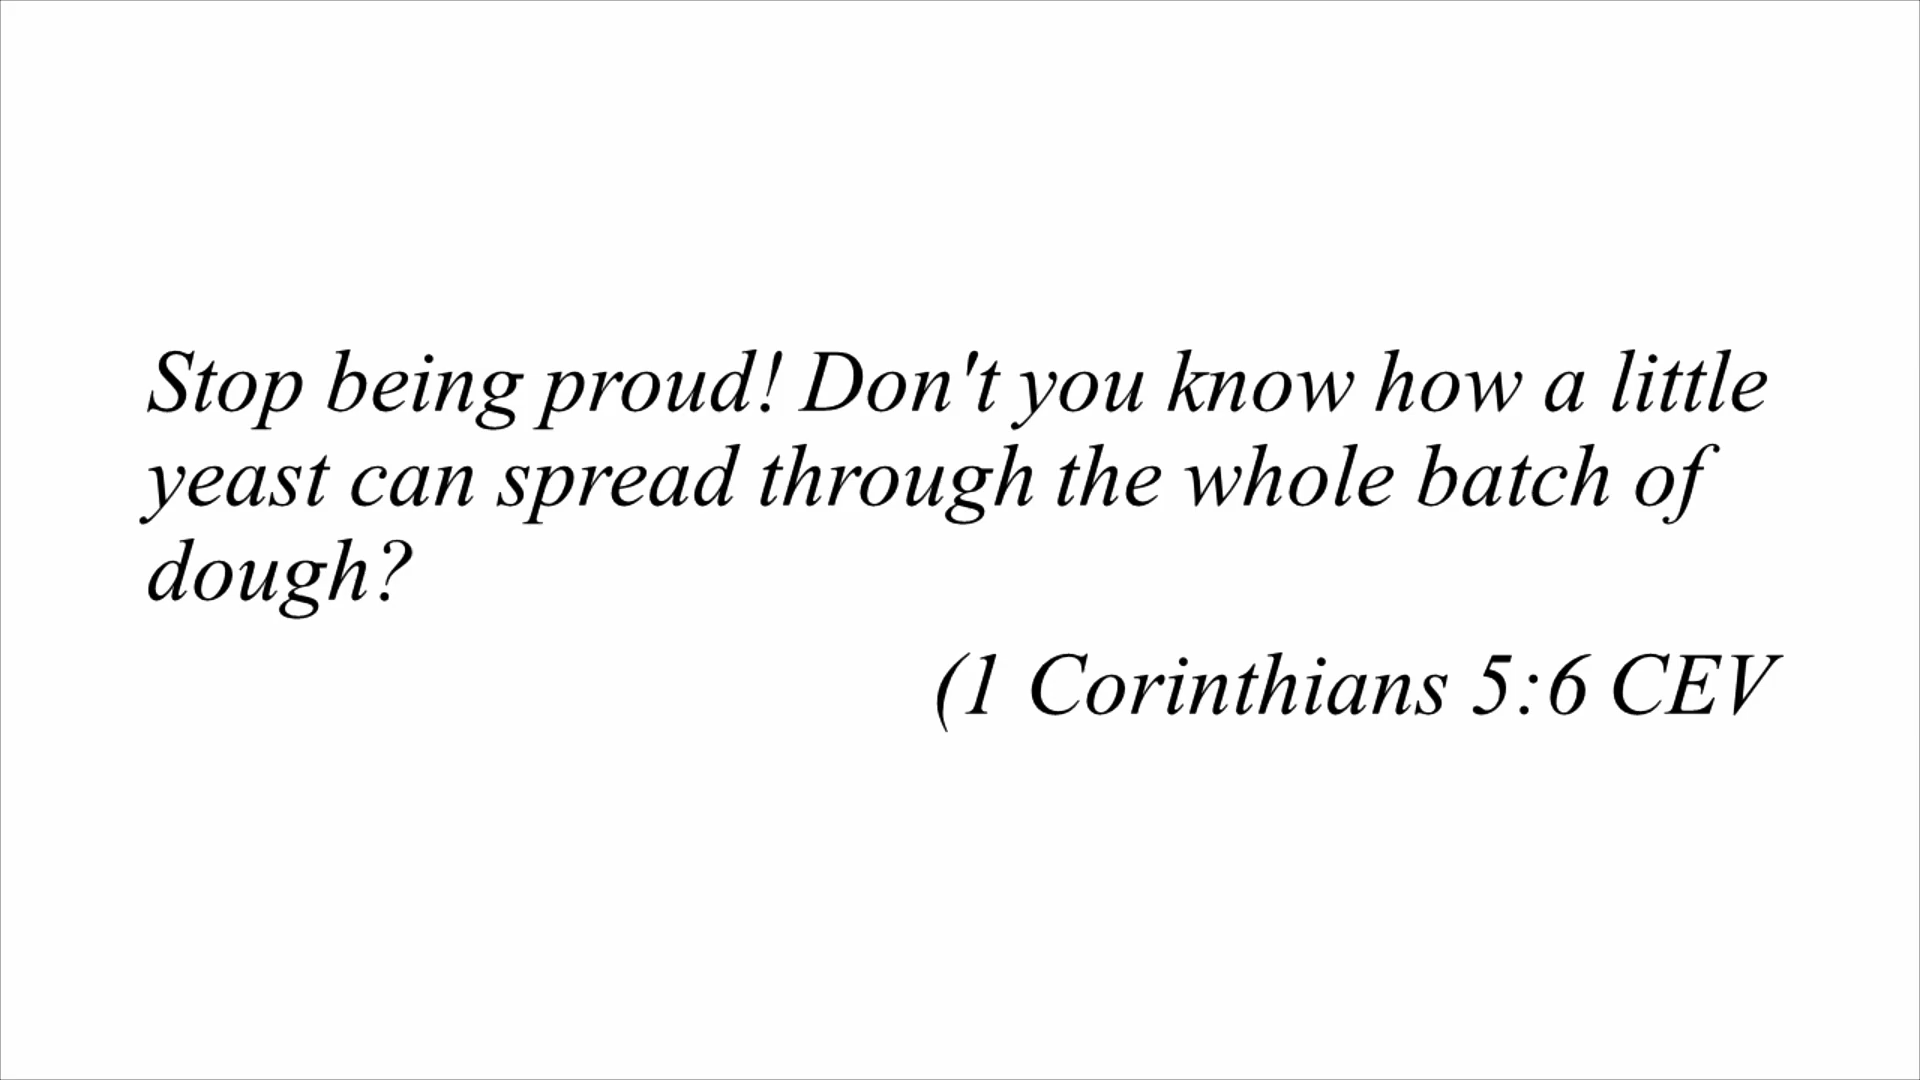 Stop being proud! Don't you know how a little
yeast can spread through the whole batch of
dough?
(1 Corinthians 5:6 CEV